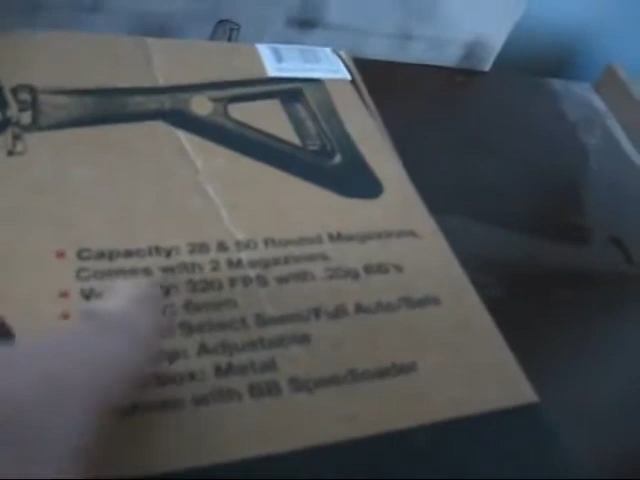 Capacity: 28 & 50 Round Magazines,
Comes with 2 Magazines.
320 FPS with .20g BB's
6mm
Select Semi/Full Auto/Safe
Adjustable
Metal
with BB Speedloader